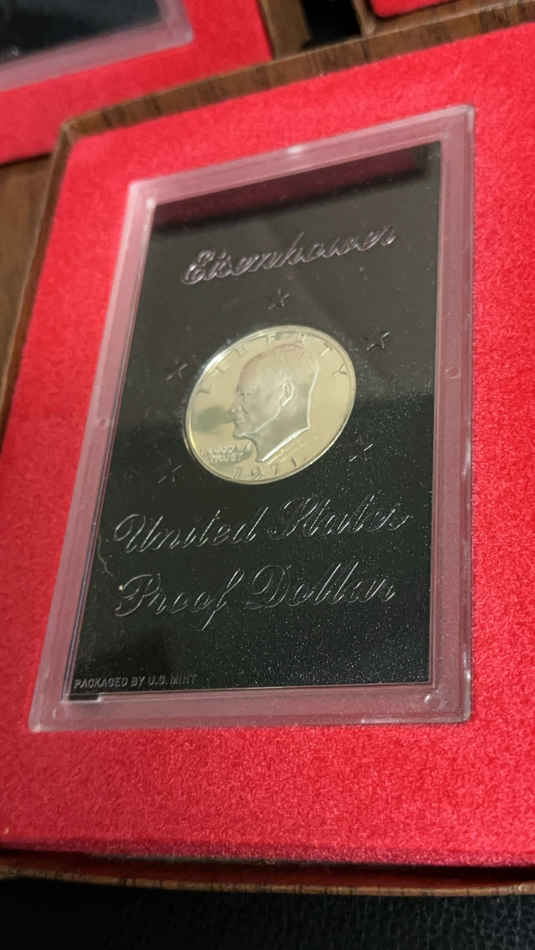 Eisenhower
LIBERTY
IN GOD WE
TRUST
1971
United States
Proof Dollar
PACKAGED BY U.S. MINT